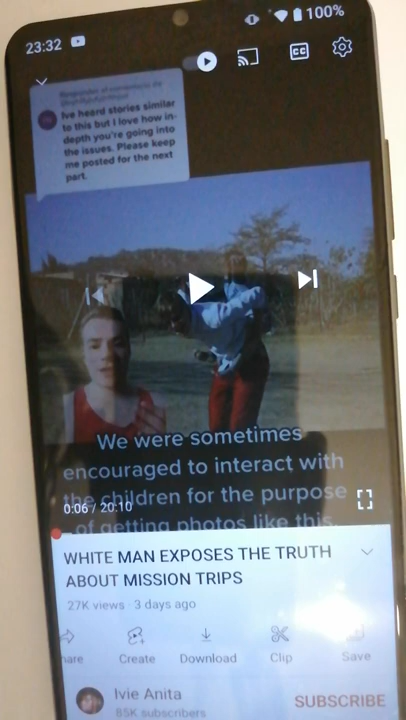 23:32
100%
CC
Ive heard stories similar
to this but I love how in-
depth you're going into
the issues. Please keep
me posted for the next
part.
We were sometimes
encouraged to interact with
the children for the purpose
of getting photos like this.
0:06 / 20:10
WHITE MAN EXPOSES THE TRUTH
ABOUT MISSION TRIPS
27K views · 3 days ago
hare
Create
Download
Clip
Save
Ivie Anita
85K subscribers
SUBSCRIBE